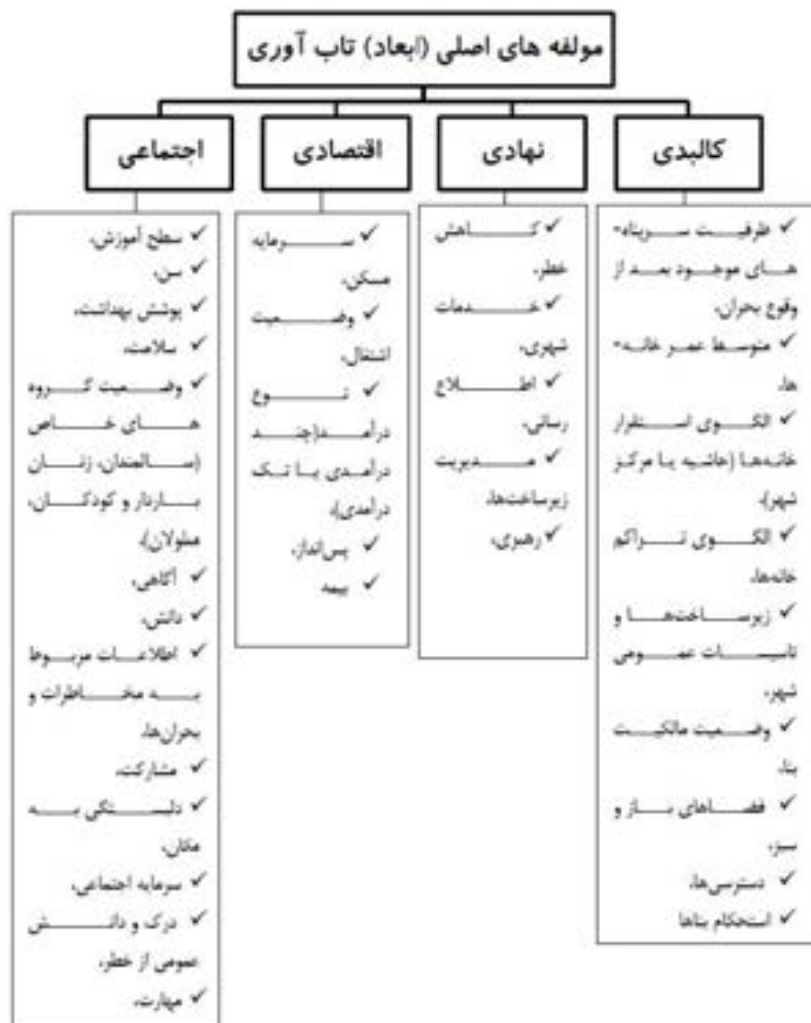 مولفه های اصلی (ابعاد) تاب آوری
کالبدی
✓ ظرفیت سرپناه-
های موجود بعد از
وقوع بحران،
✓ متوسط عمر خانه-
ها،
✓ الگوی استقرار
خانه‌ها (حاشیه یا مرکز
شهر)،
✓ الگوی تراکم
خانه‌ها،
✓ زیرساخت‌ها و
تاسیسات عمومی
شهر،
✓ وضعیت مالکیت
بنا،
✓ فضاهای باز و
سبز،
✓ دسترسی‌ها،
✓ استحکام بناها
نهادی
✓ کاهش
خطر،
✓ خدمات
شهری،
✓ اطلاع
رسانی،
✓ مدیریت
زیرساخت‌ها،
✓ رهبری،
اقتصادی
✓ سرمایه
مسکن،
✓ وضعیت
اشتغال،
✓ نوع
درآمد(چند
درآمدی یا تک
درآمدی)،
✓ پس‌انداز،
✓ بیمه
اجتماعی
✓ سطح آموزش،
✓ سن،
✓ پوشش بهداشت،
✓ سلامت،
✓ وضعیت گروه
های خاص
(سالمندان، زنان
باردار و کودکان،
معلولان)،
✓ آگاهی،
✓ دانش،
✓ اطلاعات مربوط
به مخاطرات و
بحران‌ها،
✓ مشارکت،
✓ دلبستگی به
مکان،
✓ سرمایه اجتماعی،
✓ درک و دانش
عمومی از خطر،
✓ مهارت،